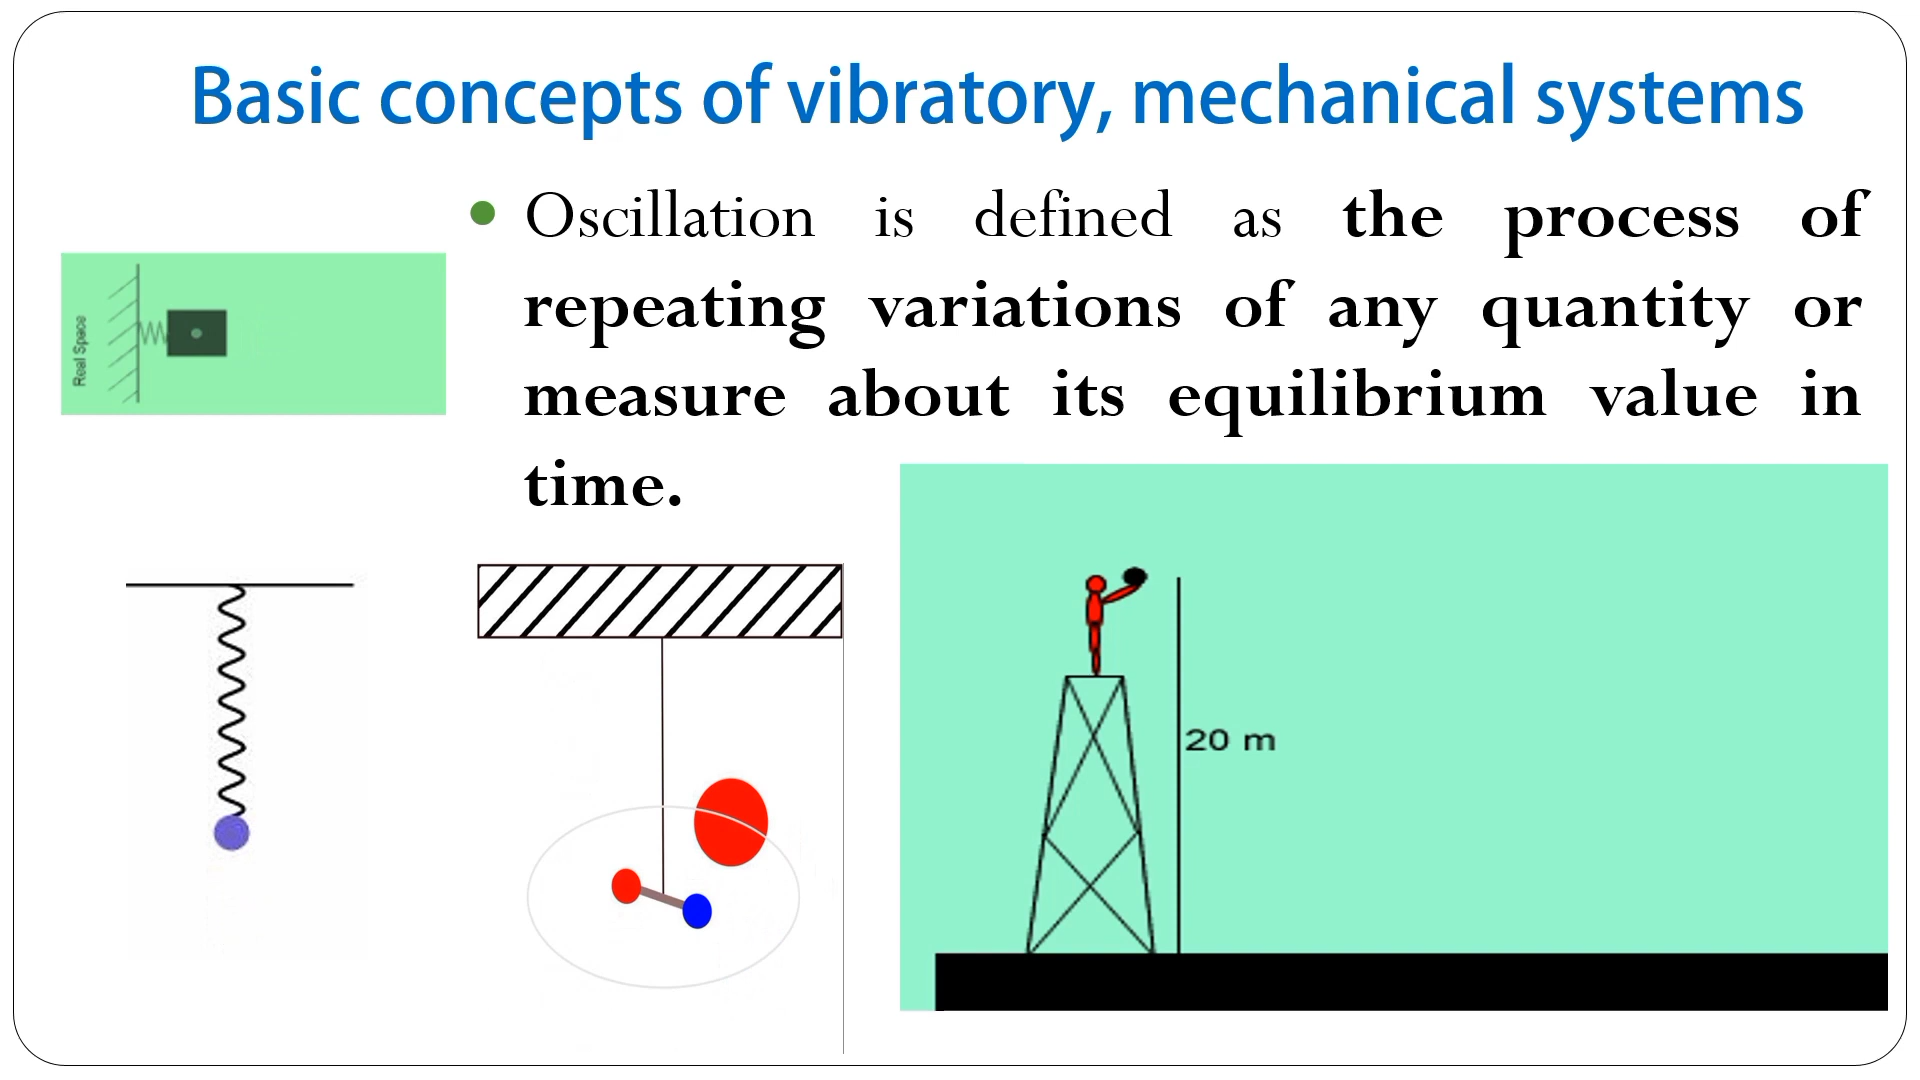 Basic concepts of vibratory, mechanical systems
• Oscillation is defined as the process of
repeating variations of any quantity or
measure about its equilibrium value in
time.
Real Space
20 m